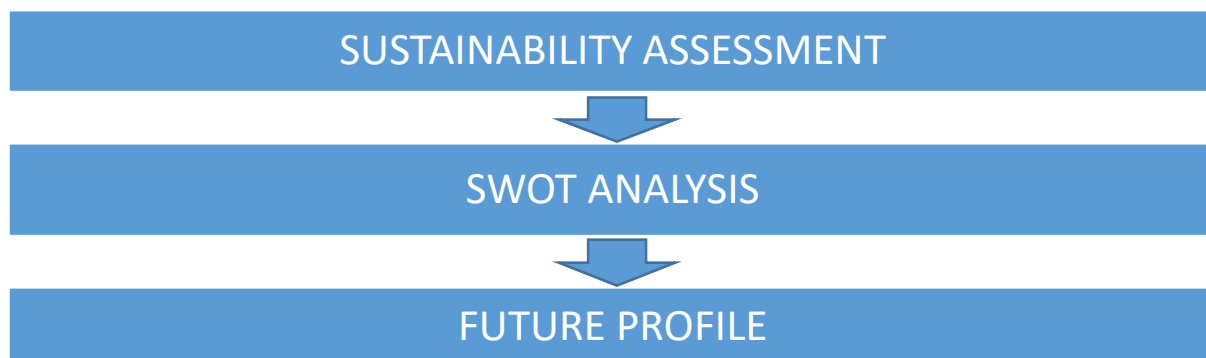 SUSTAINABILITY ASSESSMENT
SWOT ANALYSIS
FUTURE PROFILE